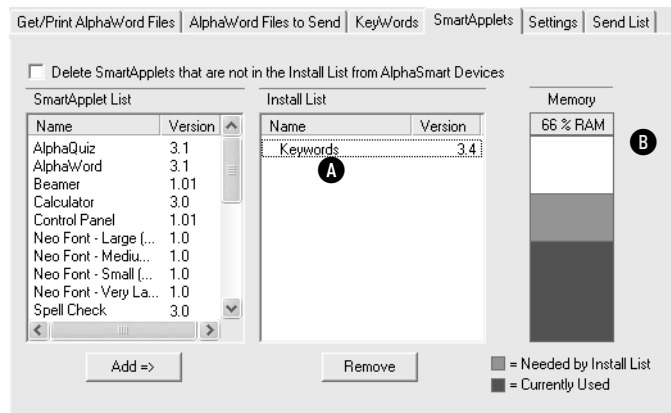 Get/Print AlphaWord Files AlphaWord Files to Send KeyWords SmartApplets Settings Send List
Delete SmartApplets that are not in the Install List from AlphaSmart Devices
SmartApplet List Install List Memory
Name Version Name Version 66 % RAM
B
AlphaQuiz 3.1 Keywords 3.4
AlphaWord 3.1
A
Beamer 1.01
Calculator 3.0
Control Panel 1.01
Neo Font - Large (... 1.0
Neo Font - Mediu... 1.0
Neo Font - Small (... 1.0
Neo Font - Very La... 1.0
Spell Check 3.0
Add => Remove
= Needed by Install List
= Currently Used